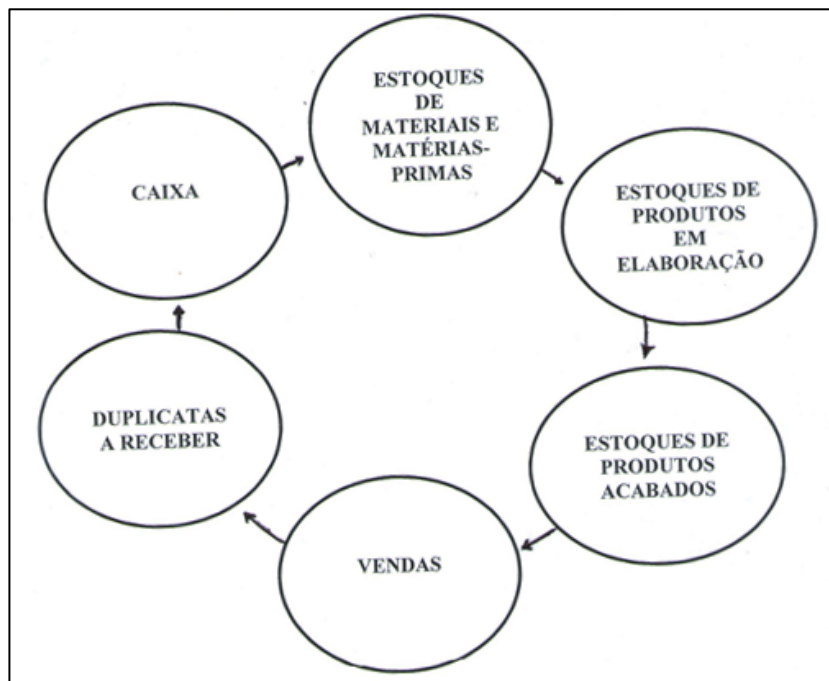 ESTOQUES
DE
MATERIAIS E
MATÉRIAS-
PRIMAS
ESTOQUES DE
PRODUTOS
EM
ELABORAÇÃO
ESTOQUES DE
PRODUTOS
ACABADOS
VENDAS
DUPLICATAS
A RECEBER
CAIXA